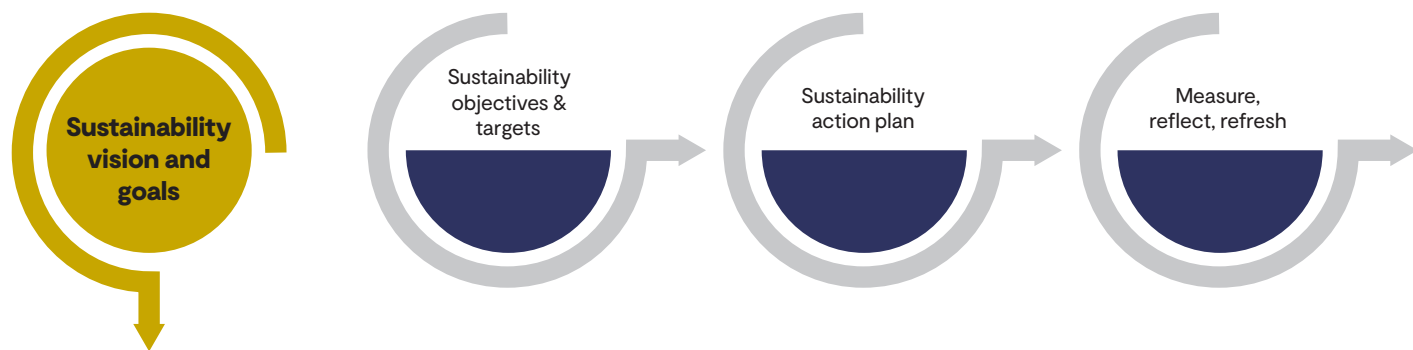 Sustainability
vision and
goals
Sustainability
objectives &
targets
Sustainability
action plan
Measure,
reflect, refresh